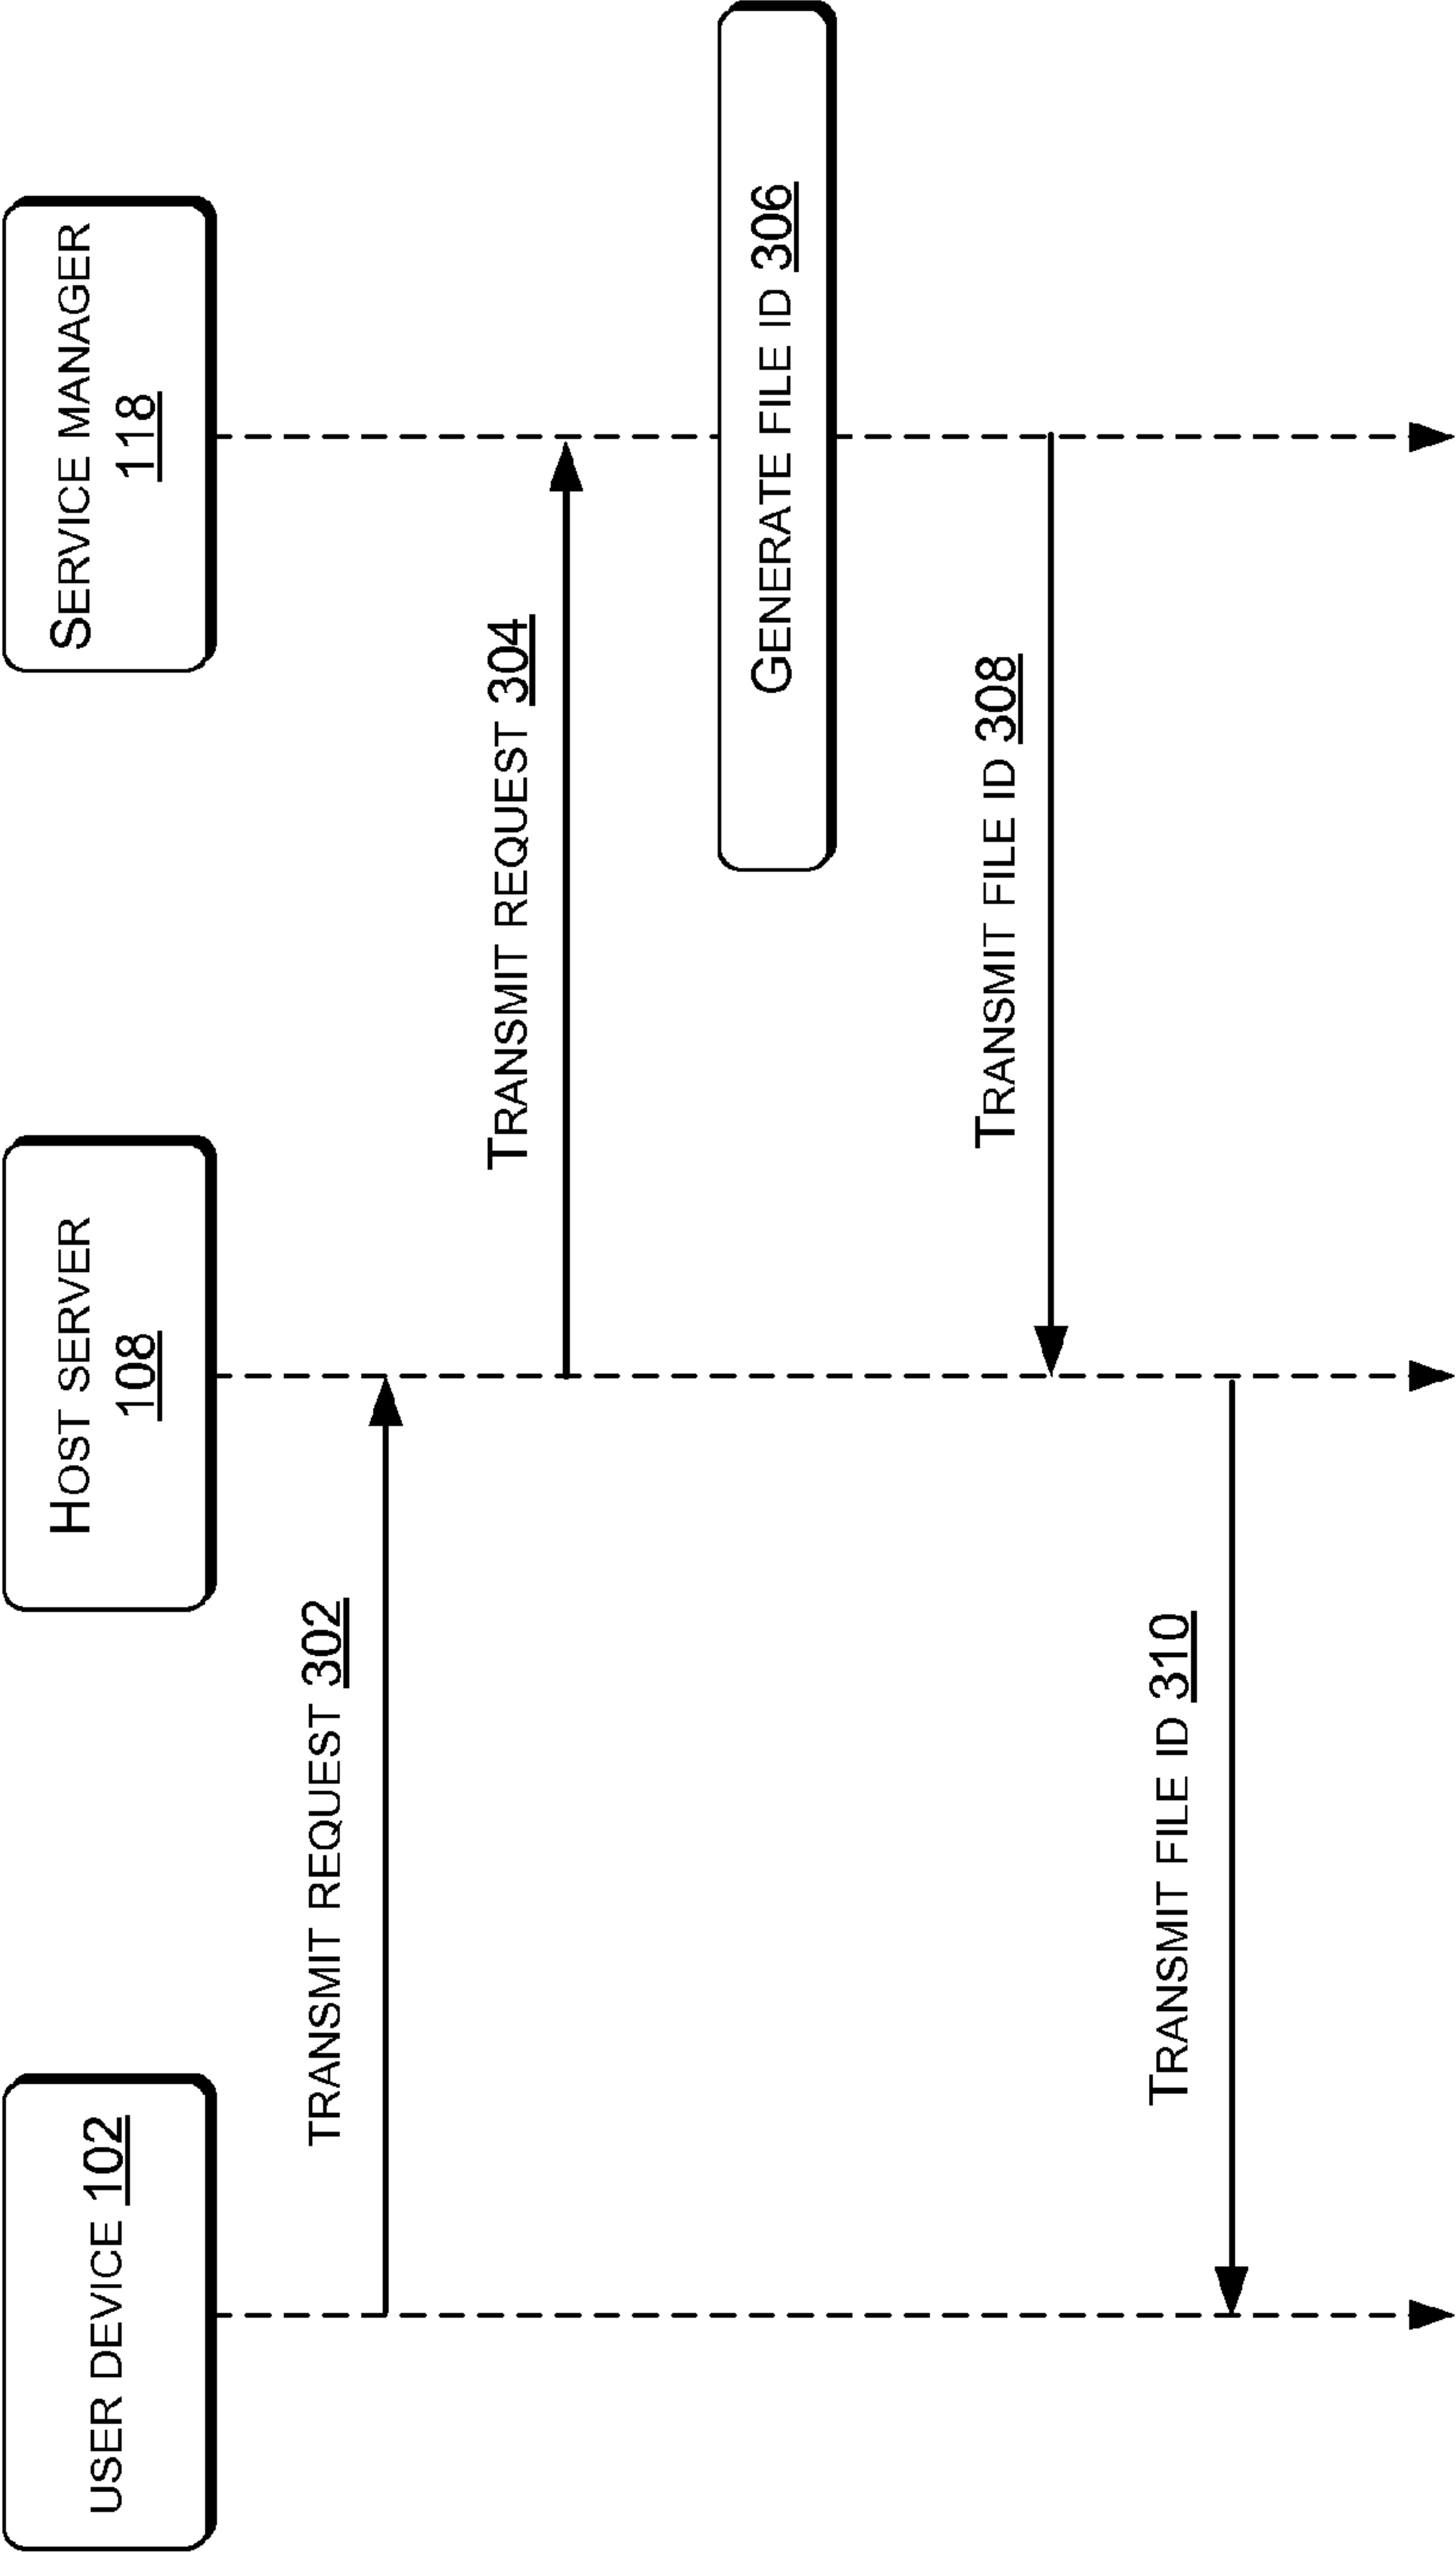 USER DEVICE 102
HOST SERVER
108
SERVICE MANAGER
118
TRANSMIT REQUEST 302
TRANSMIT REQUEST 304
GENERATE FILE ID 306
TRANSMIT FILE ID 308
TRANSMIT FILE ID 310